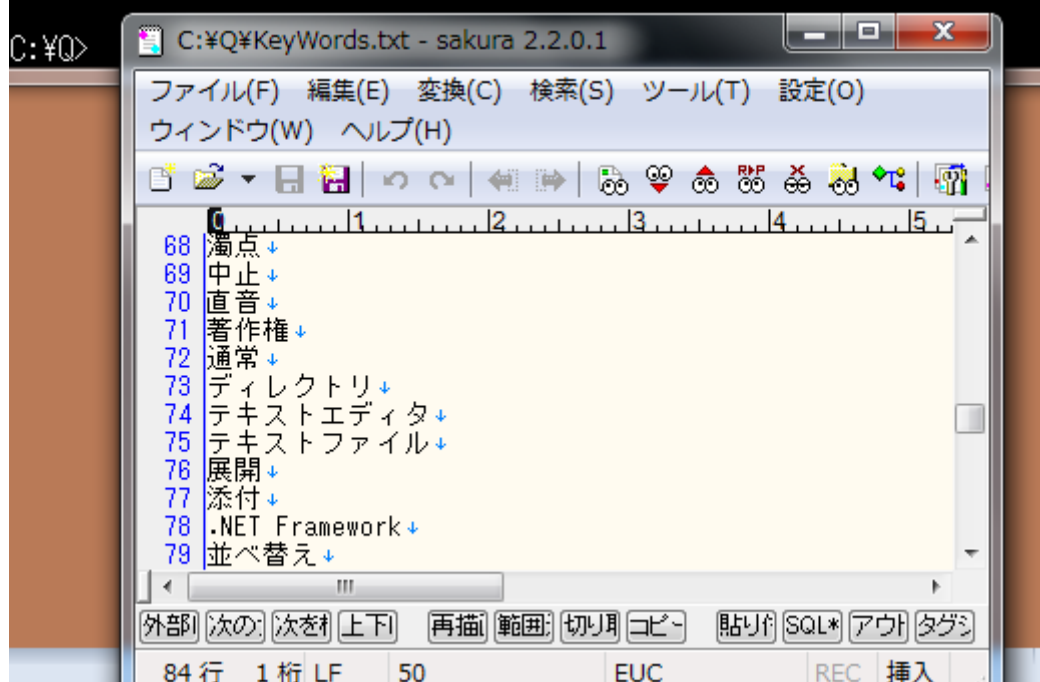 C:¥Q>
C:¥Q¥KeyWords.txt - sakura 2.2.0.1
ファイル(F) 編集(E) 変換(C) 検索(S) ツール(T) 設定(O)
ウィンドウ(W) ヘルプ(H)
0 1 2 3 4 5
68 濁点↓
69 中止↓
70 直音↓
71 著作権↓
72 通常↓
73 ディレクトリ↓
74 テキストエディタ↓
75 テキストファイル↓
76 展開↓
77 添付↓
78 .NET Framework↓
79 並べ替え↓
外部 次の 次を 上下 再描 範囲 切り コピー 貼り SQL* アウト タグ
84 行 1 桁 LF 50 EUC REC 挿入